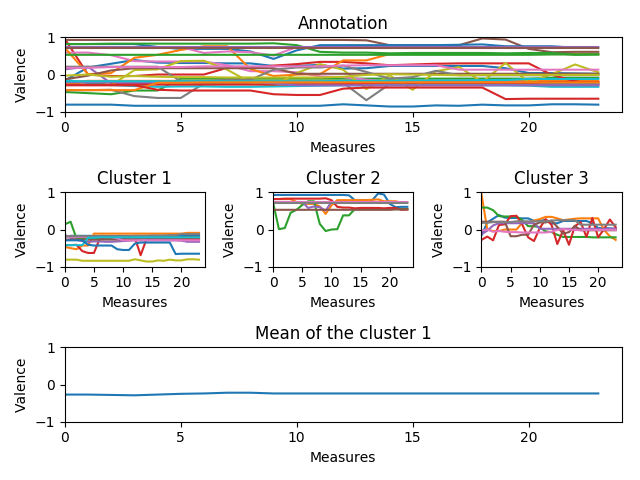 Annotation
Valence
1
0
−1
0 5 10 15 20
Measures
Cluster 1 Cluster 2 Cluster 3
Valence Valence Valence
1 1 1
0 0 0
−1 −1 −1
0 5 10 15 20 0 5 10 15 20 0 5 10 15 20
Measures Measures Measures
Mean of the cluster 1
Valence
1
0
−1
0 5 10 15 20
Measures